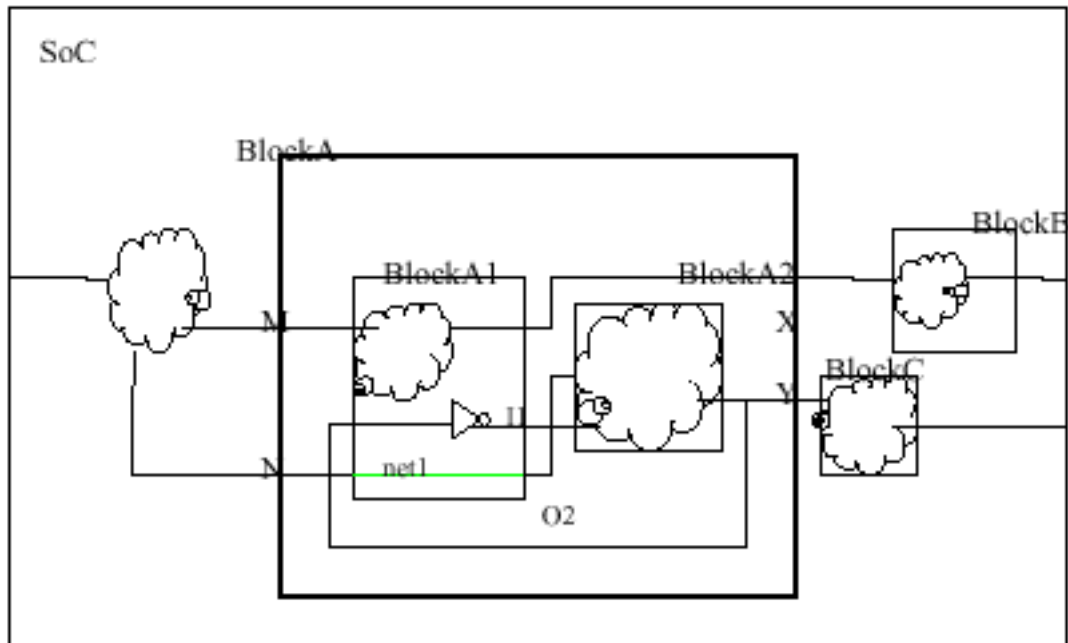 SoC
BlockA
BlockB
BlockA1
BlockA2
M
X
BlockC
Y
I1
N
net1
O2